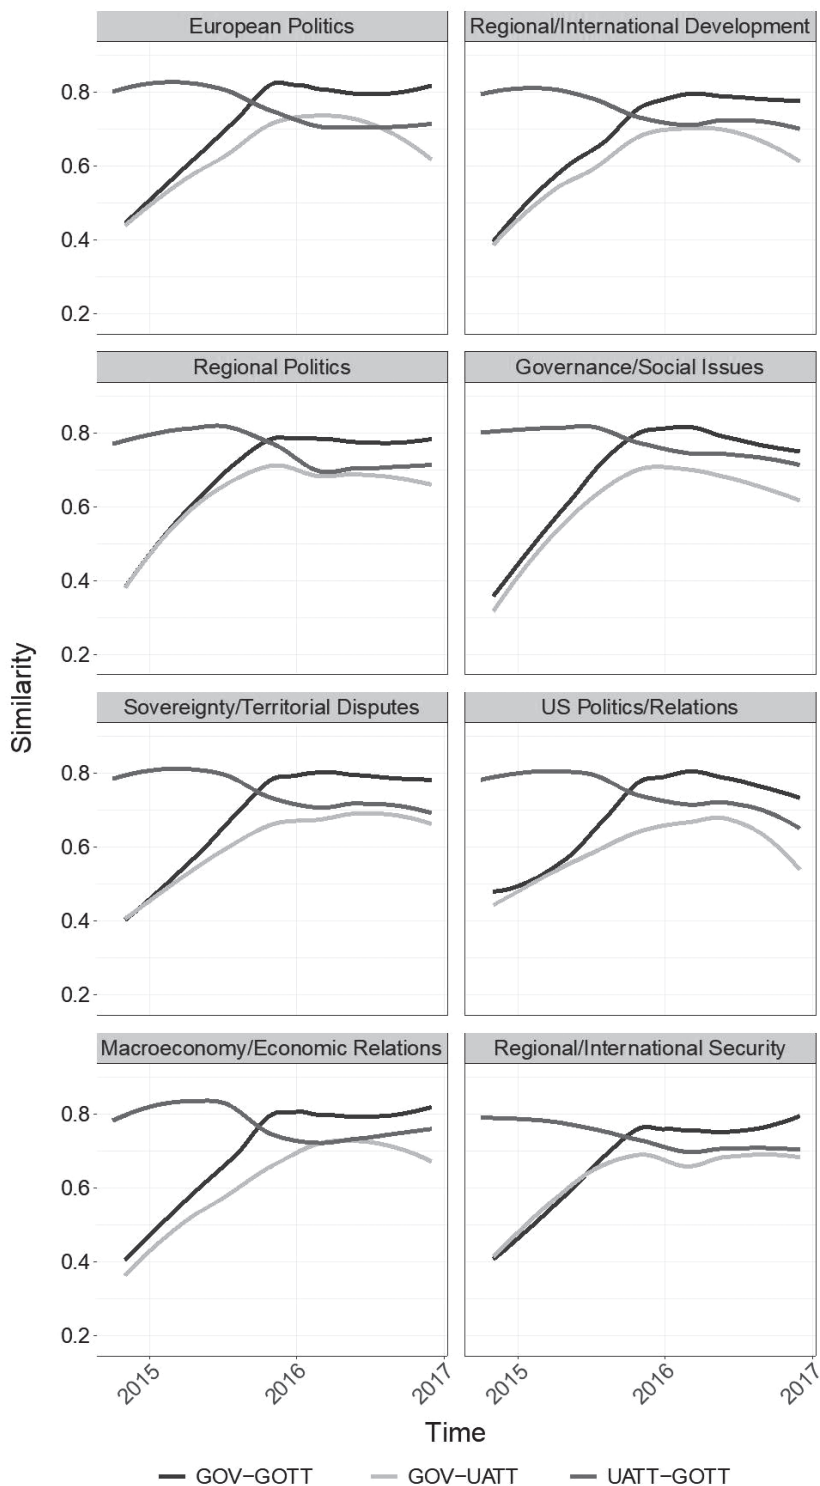 European Politics
Regional/International Development
0.8
0.6
0.4
0.2
Regional Politics
Governance/Social Issues
0.8
0.6
0.4
0.2
Similarity
Sovereignty/Territorial Disputes
US Politics/Relations
0.8
0.6
0.4
0.2
Macroeconomy/Economic Relations
Regional/International Security
0.8
0.6
0.4
0.2
2015
2016
2017
2015
2016
2017
Time
GOV−GOTT
GOV−UATT
UATT−GOTT